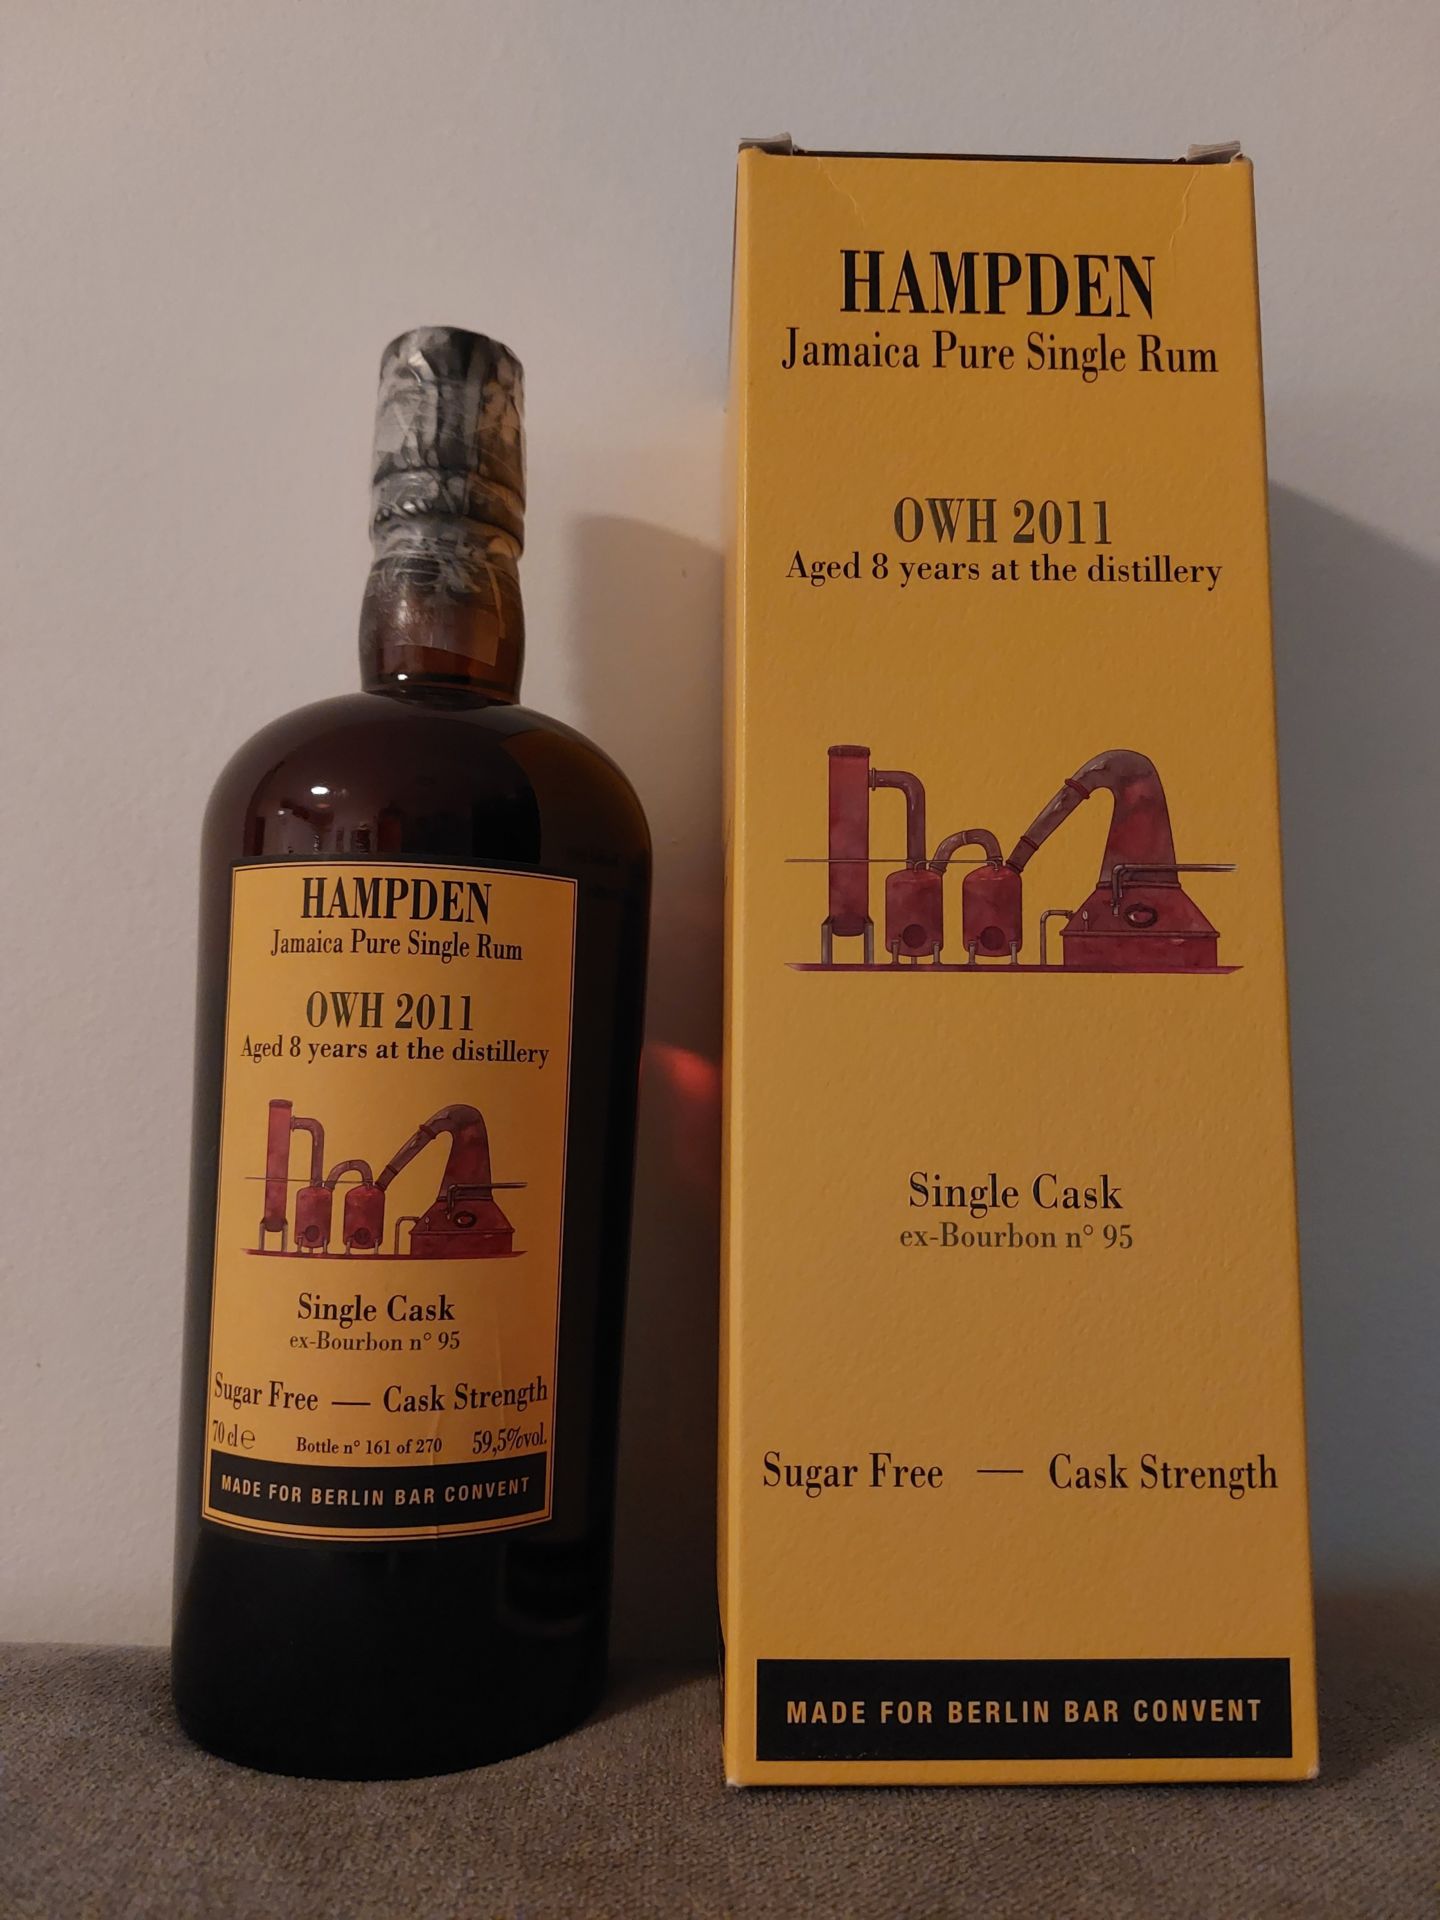 HAMPDEN
Jamaica Pure Single Rum
OWH 2011
Aged 8 years at the distillery
Single Cask
ex-Bourbon n° 95
Sugar Free — Cask Strength
70 cl e Bottle n° 161 of 270 59,5%vol.
MADE FOR BERLIN BAR CONVENT
HAMPDEN
Jamaica Pure Single Rum
OWH 2011
Aged 8 years at the distillery
Single Cask
ex-Bourbon n° 95
Sugar Free — Cask Strength
MADE FOR BERLIN BAR CONVENT